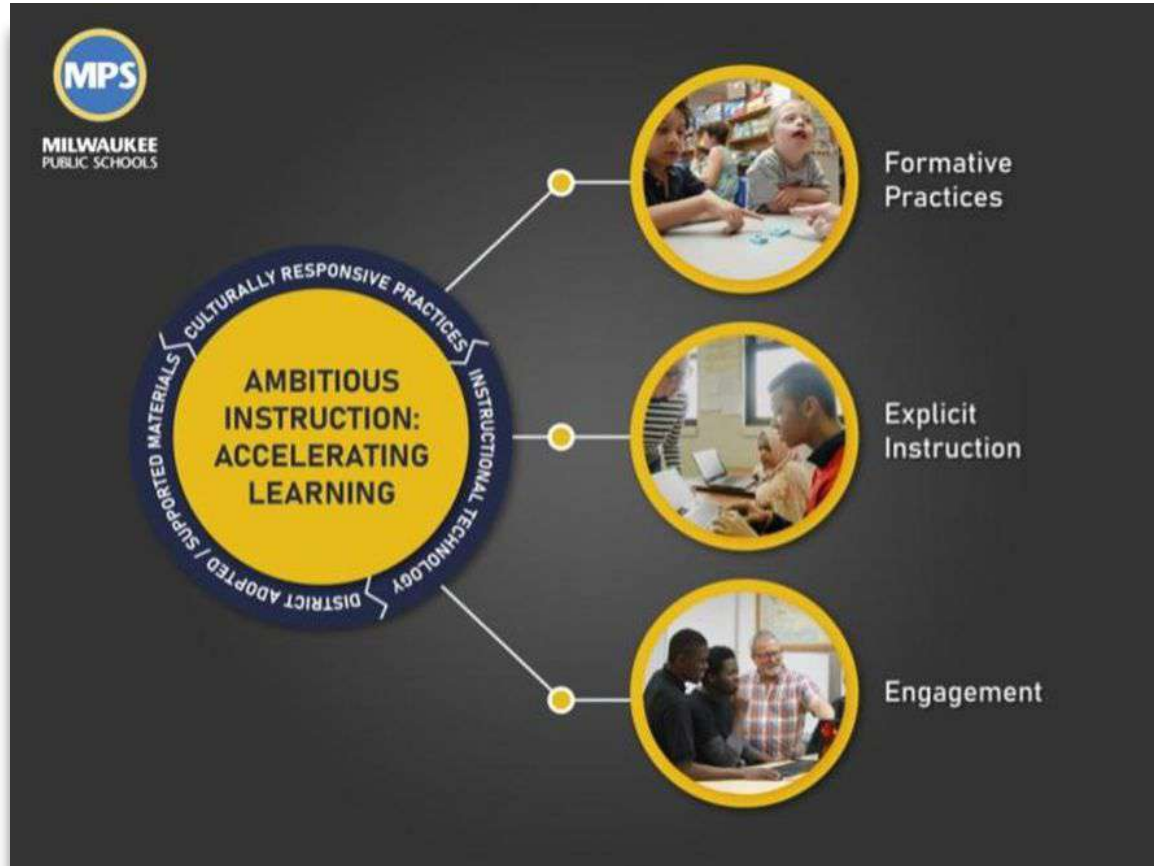 MPS
MILWAUKEE
PUBLIC SCHOOLS
CULTURALLY RESPONSIVE PRACTICES
INSTRUCTIONAL TECHNOLOGY
DISTRICT ADOPTED / SUPPORTED MATERIALS
AMBITIOUS
INSTRUCTION:
ACCELERATING
LEARNING
Formative
Practices
Explicit
Instruction
Engagement